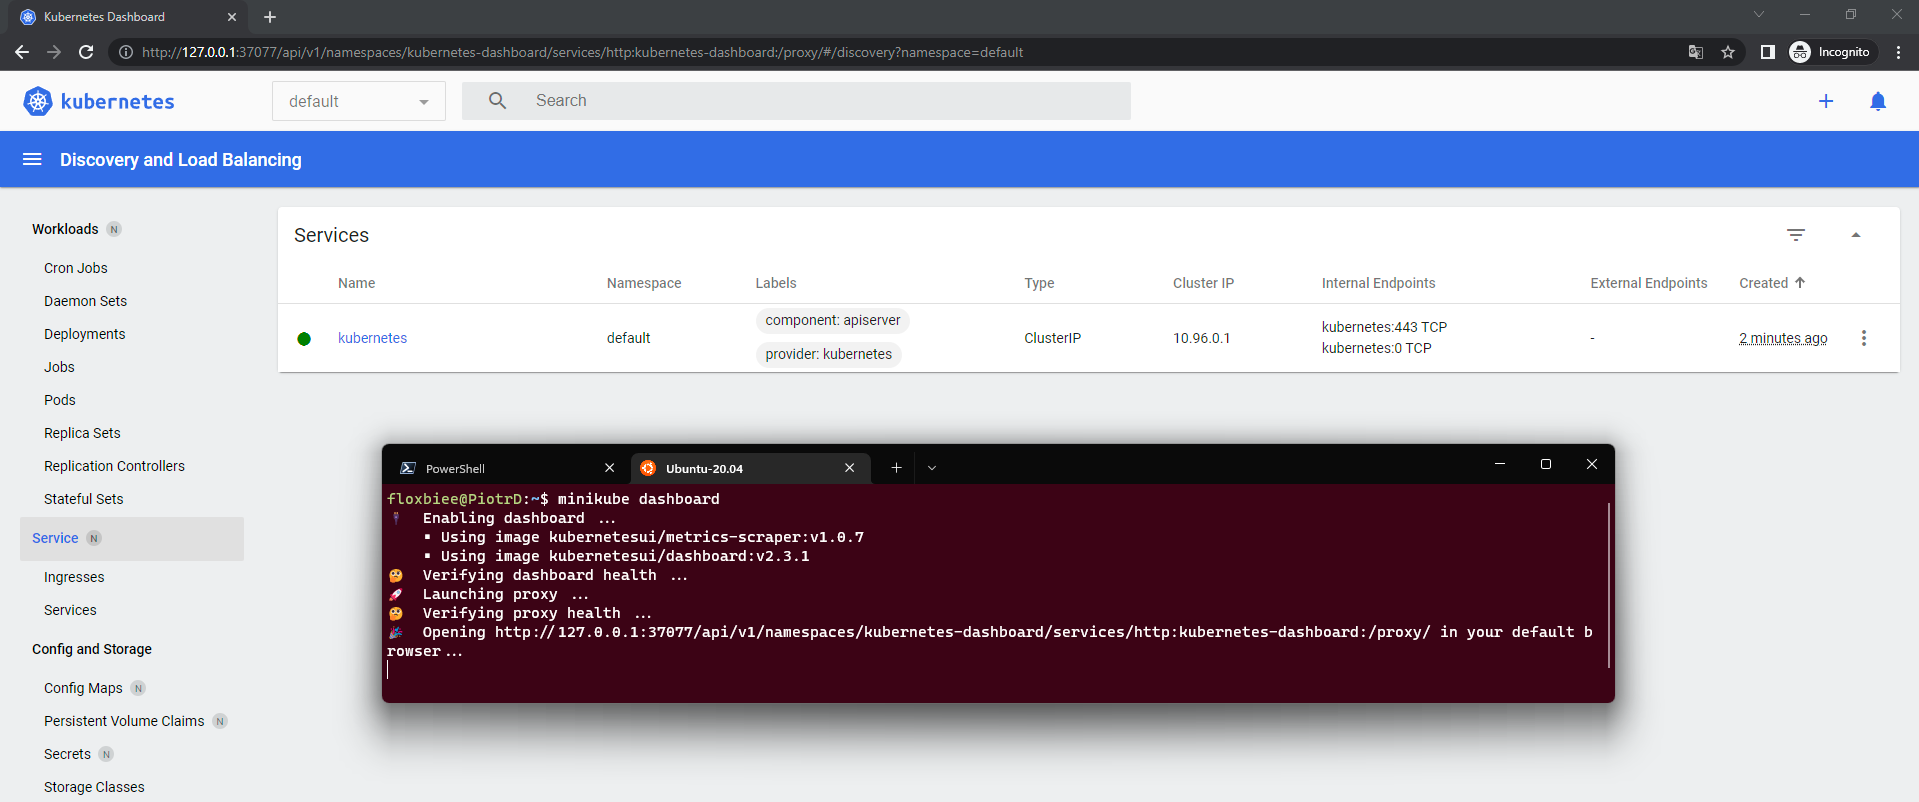 Kubernetes Dashboard
http://127.0.0.1:37077/api/v1/namespaces/kubernetes-dashboard/services/http:kubernetes-dashboard:/proxy/#/discovery?namespace=default
Incognito
kubernetes
default
Search
Discovery and Load Balancing
Workloads N
Cron Jobs
Daemon Sets
Deployments
Jobs
Pods
Replica Sets
Replication Controllers
Stateful Sets
Service N
Ingresses
Services
Config and Storage
Config Maps N
Persistent Volume Claims N
Secrets N
Storage Classes
Services
Name Namespace Labels Type Cluster IP Internal Endpoints External Endpoints Created
kubernetes default component: apiserver ClusterIP 10.96.0.1 kubernetes:443 TCP - 2 minutes ago
provider: kubernetes kubernetes:0 TCP
PowerShell
Ubuntu-20.04
floxbiee@PiotrD:~$ minikube dashboard
Enabling dashboard ...
▪ Using image kubernetesui/metrics-scraper:v1.0.7
▪ Using image kubernetesui/dashboard:v2.3.1
Verifying dashboard health ...
Launching proxy ...
Verifying proxy health ...
Opening http://127.0.0.1:37077/api/v1/namespaces/kubernetes-dashboard/services/http:kubernetes-dashboard:/proxy/ in your default b
rowser...